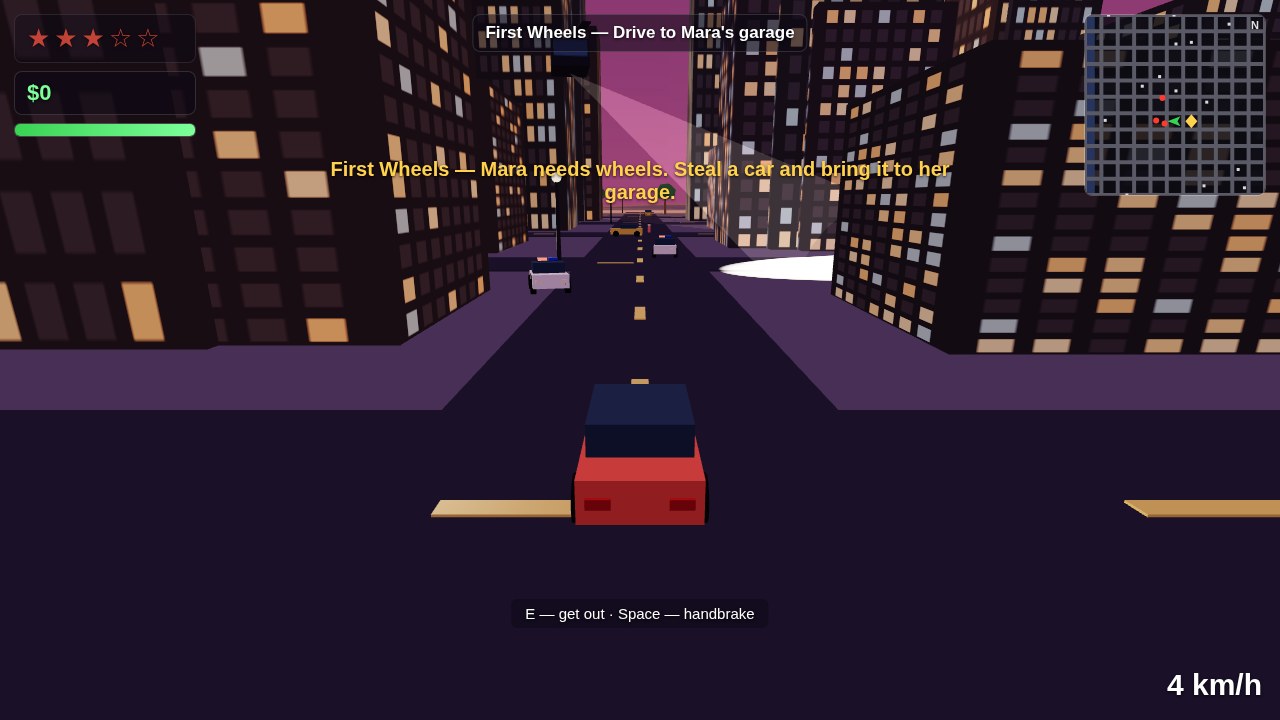 ★★★☆☆
First Wheels — Drive to Mara's garage
N
$0
First Wheels — Mara needs wheels. Steal a car and bring it to her
garage.
E — get out · Space — handbrake
4 km/h